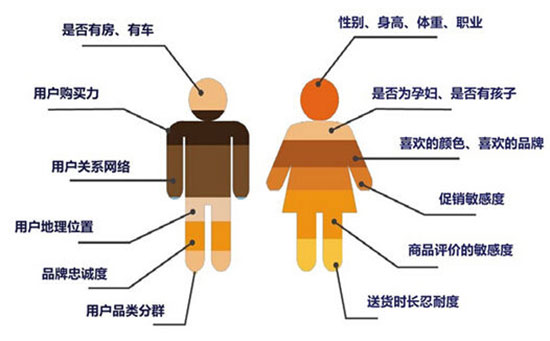 是否有房、有车
用户购买力
用户关系网络
用户地理位置
品牌忠诚度
用户品类分群
性别、身高、体重、职业
是否为孕妇、是否有孩子
喜欢的颜色、喜欢的品牌
促销敏感度
商品评价的敏感度
送货时长忍耐度